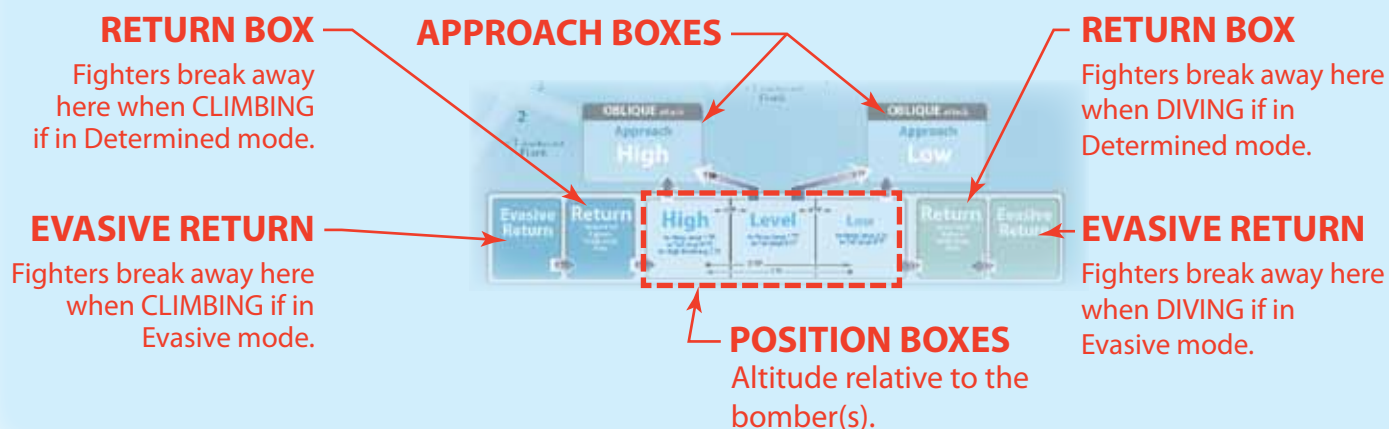 RETURN BOX
Fighters break away
here when CLIMBING
if in Determined mode.
EVASIVE RETURN
Fighters break away here
when CLIMBING if in
Evasive mode.
APPROACH BOXES
OBLIQUE attack
Approach
High
OBLIQUE attack
Approach
Low
2
Evasive
Return
Return
High
Level
Low
Return
Evasive
Return
POSITION BOXES
Altitude relative to the
bomber(s).
RETURN BOX
Fighters break away here
when DIVING if in
Determined mode.
EVASIVE RETURN
Fighters break away here
when DIVING if in
Evasive mode.